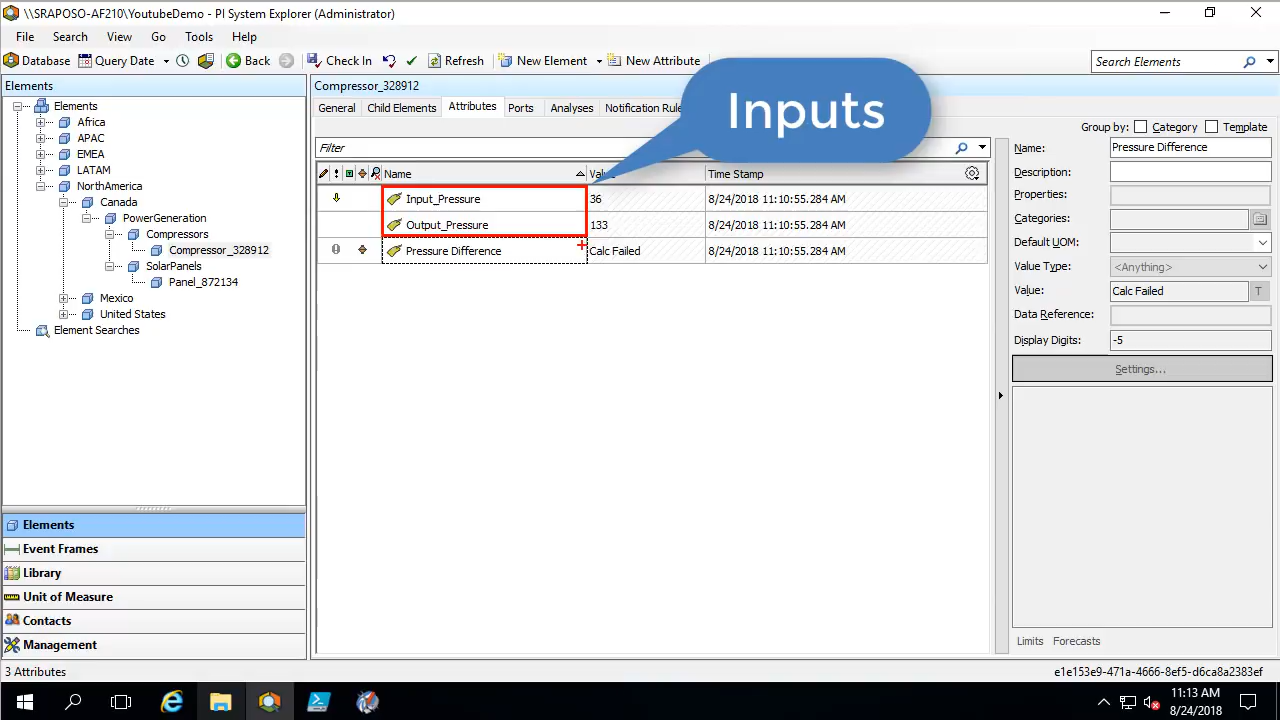 \\SRAPOSO-AF210\YoutubeDemo - PI System Explorer (Administrator)
File Search View Go Tools Help
Database Query Date Back Check In Refresh New Element New Attribute Search Elements
Elements
Elements
Africa
APAC
EMEA
LATAM
NorthAmerica
Canada
PowerGeneration
Compressors
Compressor_328912
SolarPanels
Panel_872134
Mexico
United States
Element Searches
Elements
Event Frames
Library
Unit of Measure
Contacts
Management
Compressor_328912
General Child Elements Attributes Ports Analyses Notification Rul
Inputs
Filter
Name Value Time Stamp
Input_Pressure 36 8/24/2018 11:10:55.284 AM
Output_Pressure 133 8/24/2018 11:10:55.284 AM
Pressure Difference Calc Failed 8/24/2018 11:10:55.284 AM
Group by: Category Template
Name: Pressure Difference
Description:
Properties:
Categories:
Default UOM:
Value Type: <Anything>
Value: Calc Failed T
Data Reference:
Display Digits: -5
Settings...
Limits Forecasts
3 Attributes e1e153e9-471a-4666-8ef5-d6ca8a2383ef
11:13 AM
8/24/2018